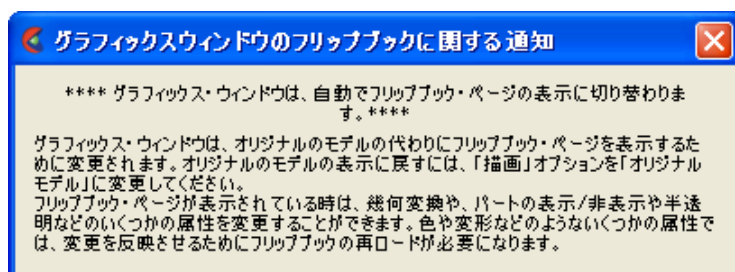 グラフィックスウィンドウのフリップブックに関する通知
**** グラフィックス・ウィンドウは、自動でフリップブック・ページの表示に切り替わりま
す。****
グラフィックス・ウィンドウは、オリジナルのモデルの代わりにフリップブック・ページを表示するた
めに変更されます。オリジナルのモデルの表示に戻すには、「描画」オプションを「オリジナル
モデル」に変更してください。
フリップブック・ページが表示されている時は、幾何変換や、パートの表示/非表示や半透
明などのいくつかの属性を変更することができます。色や変形などのようないくつかの属性で
は、変更を反映させるためにフリップブックの再ロードが必要になります。